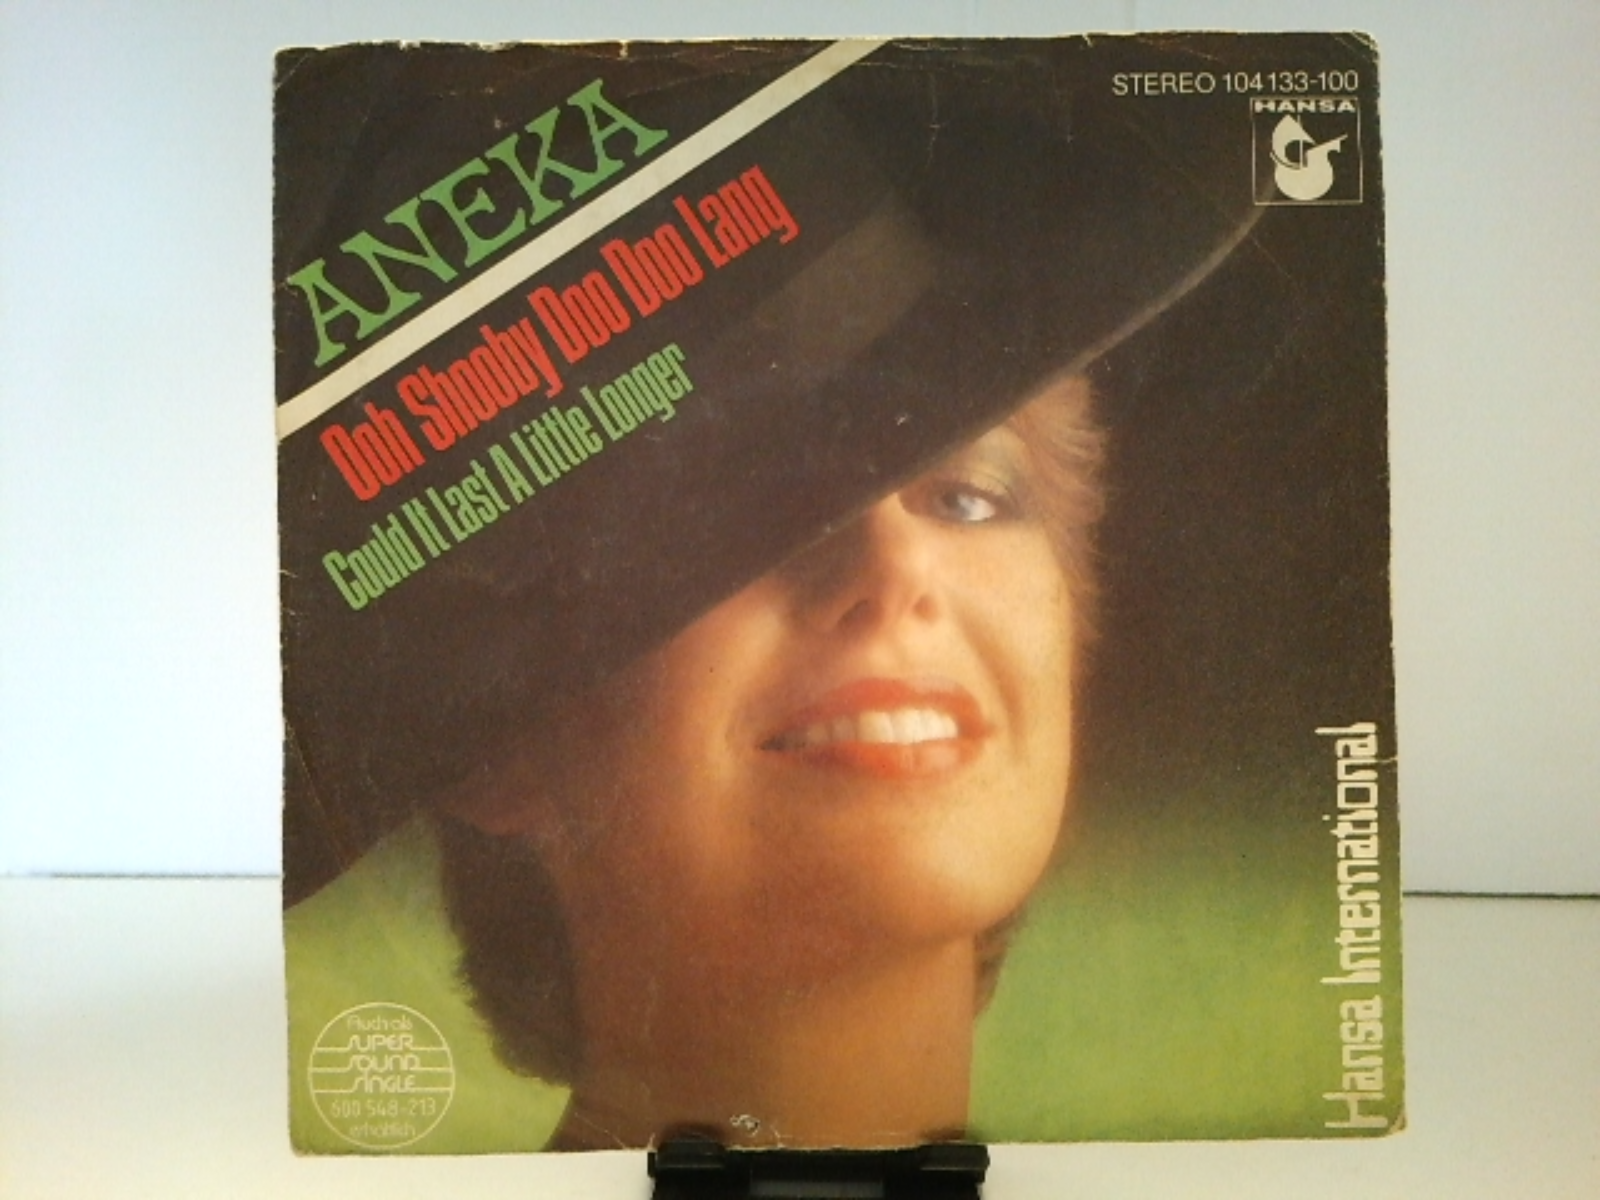 ANEKA
Ooh Shooby Doo Doo Lang
Could It Last A Little Longer
STEREO 104 133-100
HANSA
Hansa International
Auch als
SUPER
SOUND
SINGLE
600 548-213
erhältlich